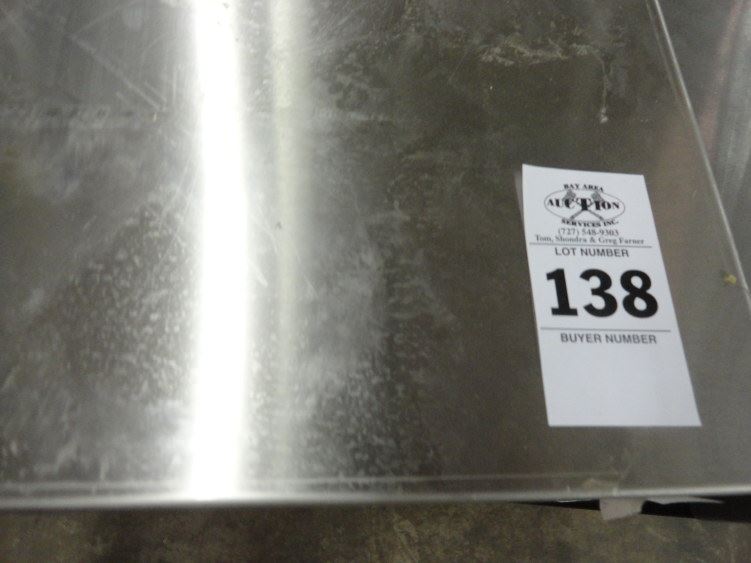 BAY AREA
AUCTION
SERVICES INC.
(727) 548-9303
Tom, Shondra & Greg Farner
LOT NUMBER
138
BUYER NUMBER